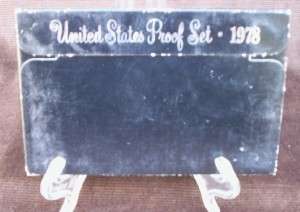 United States Proof Set • 1978